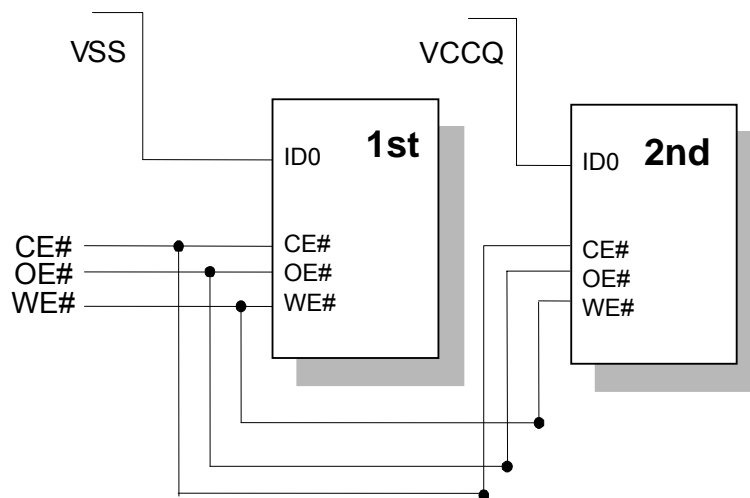 VSS
VCCQ
1st
ID0
2nd
ID0
CE#
OE#
WE#
CE#
OE#
WE#
CE#
OE#
WE#